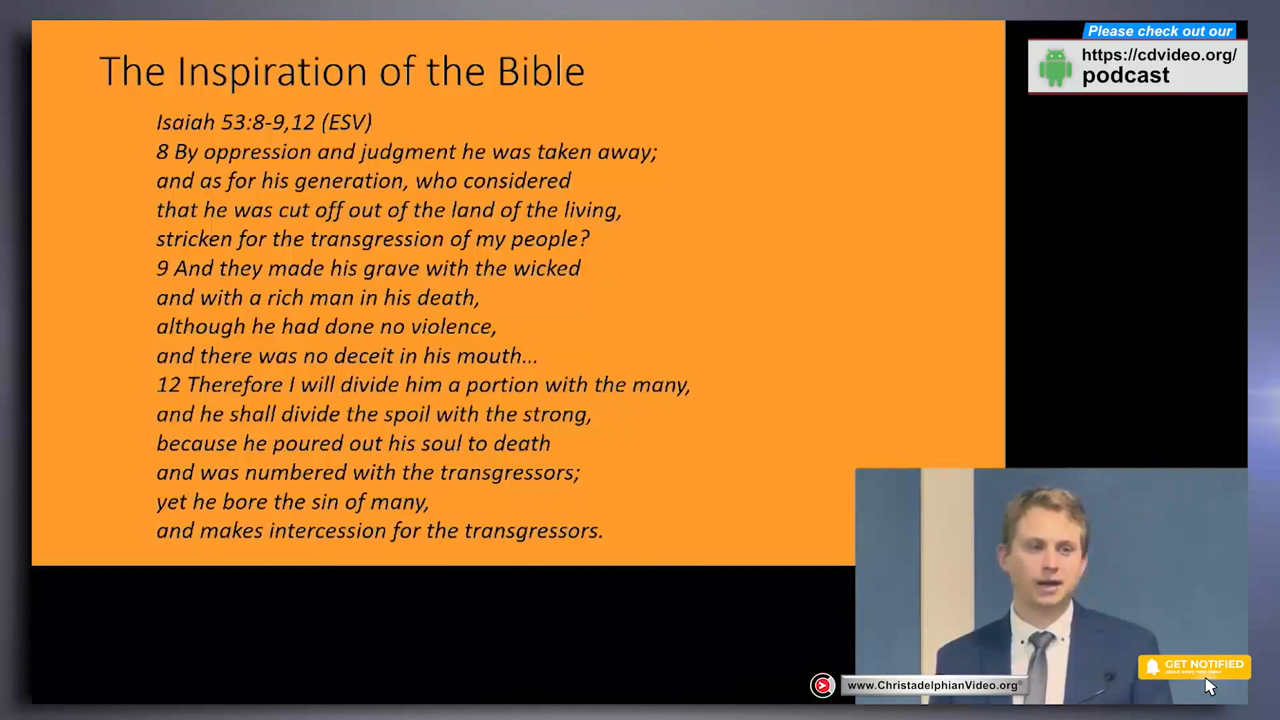 The Inspiration of the Bible
Isaiah 53:8-9,12 (ESV)
8 By oppression and judgment he was taken away;
and as for his generation, who considered
that he was cut off out of the land of the living,
stricken for the transgression of my people?
9 And they made his grave with the wicked
and with a rich man in his death,
although he had done no violence,
and there was no deceit in his mouth...
12 Therefore I will divide him a portion with the many,
and he shall divide the spoil with the strong,
because he poured out his soul to death
and was numbered with the transgressors;
yet he bore the sin of many,
and makes intercession for the transgressors.
Please check out our
https://cdvideo.org/
podcast
GET NOTIFIED
about every new video
www.ChristadelphianVideo.org